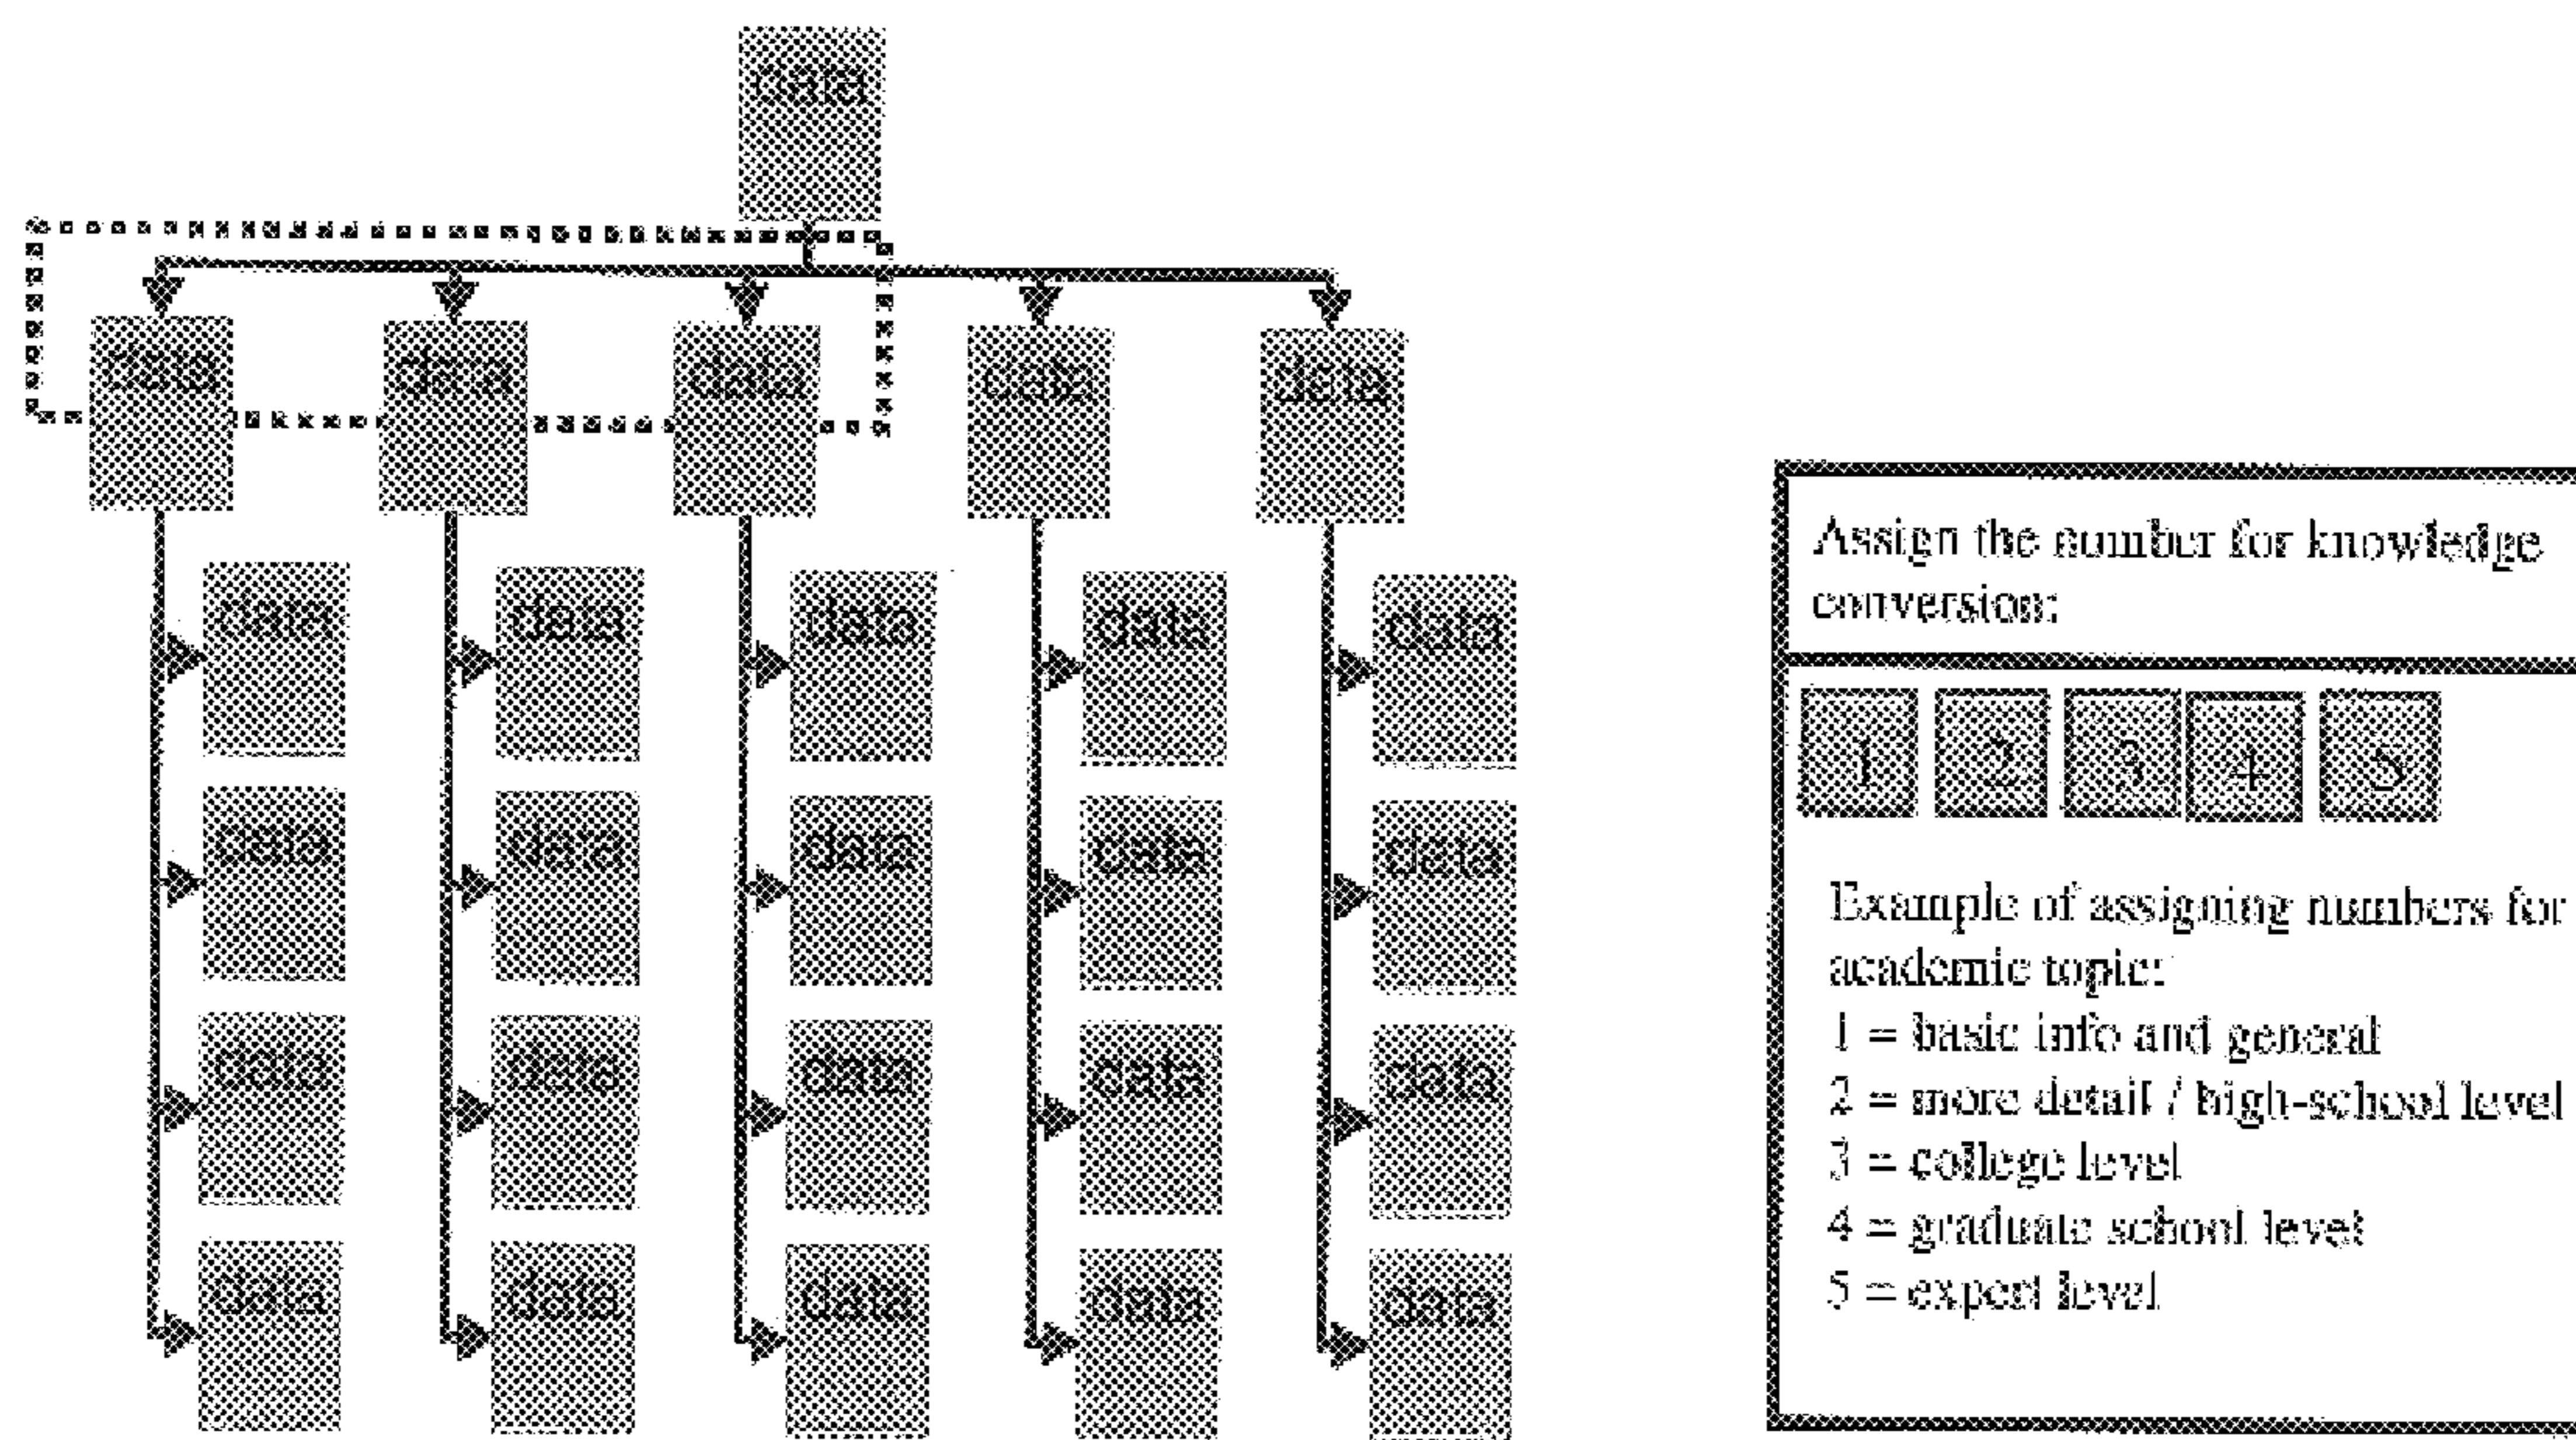 data
data data data data data
data data data data data
data data data data data
data data data data data
data data data data data
Assign the number for knowledge
conversion:
1 2 3 4 5
Example of assigning numbers for
academic topic:
1 = basic info and general
2 = more detail / high-school level
3 = college level
4 = graduate school level
5 = expert level